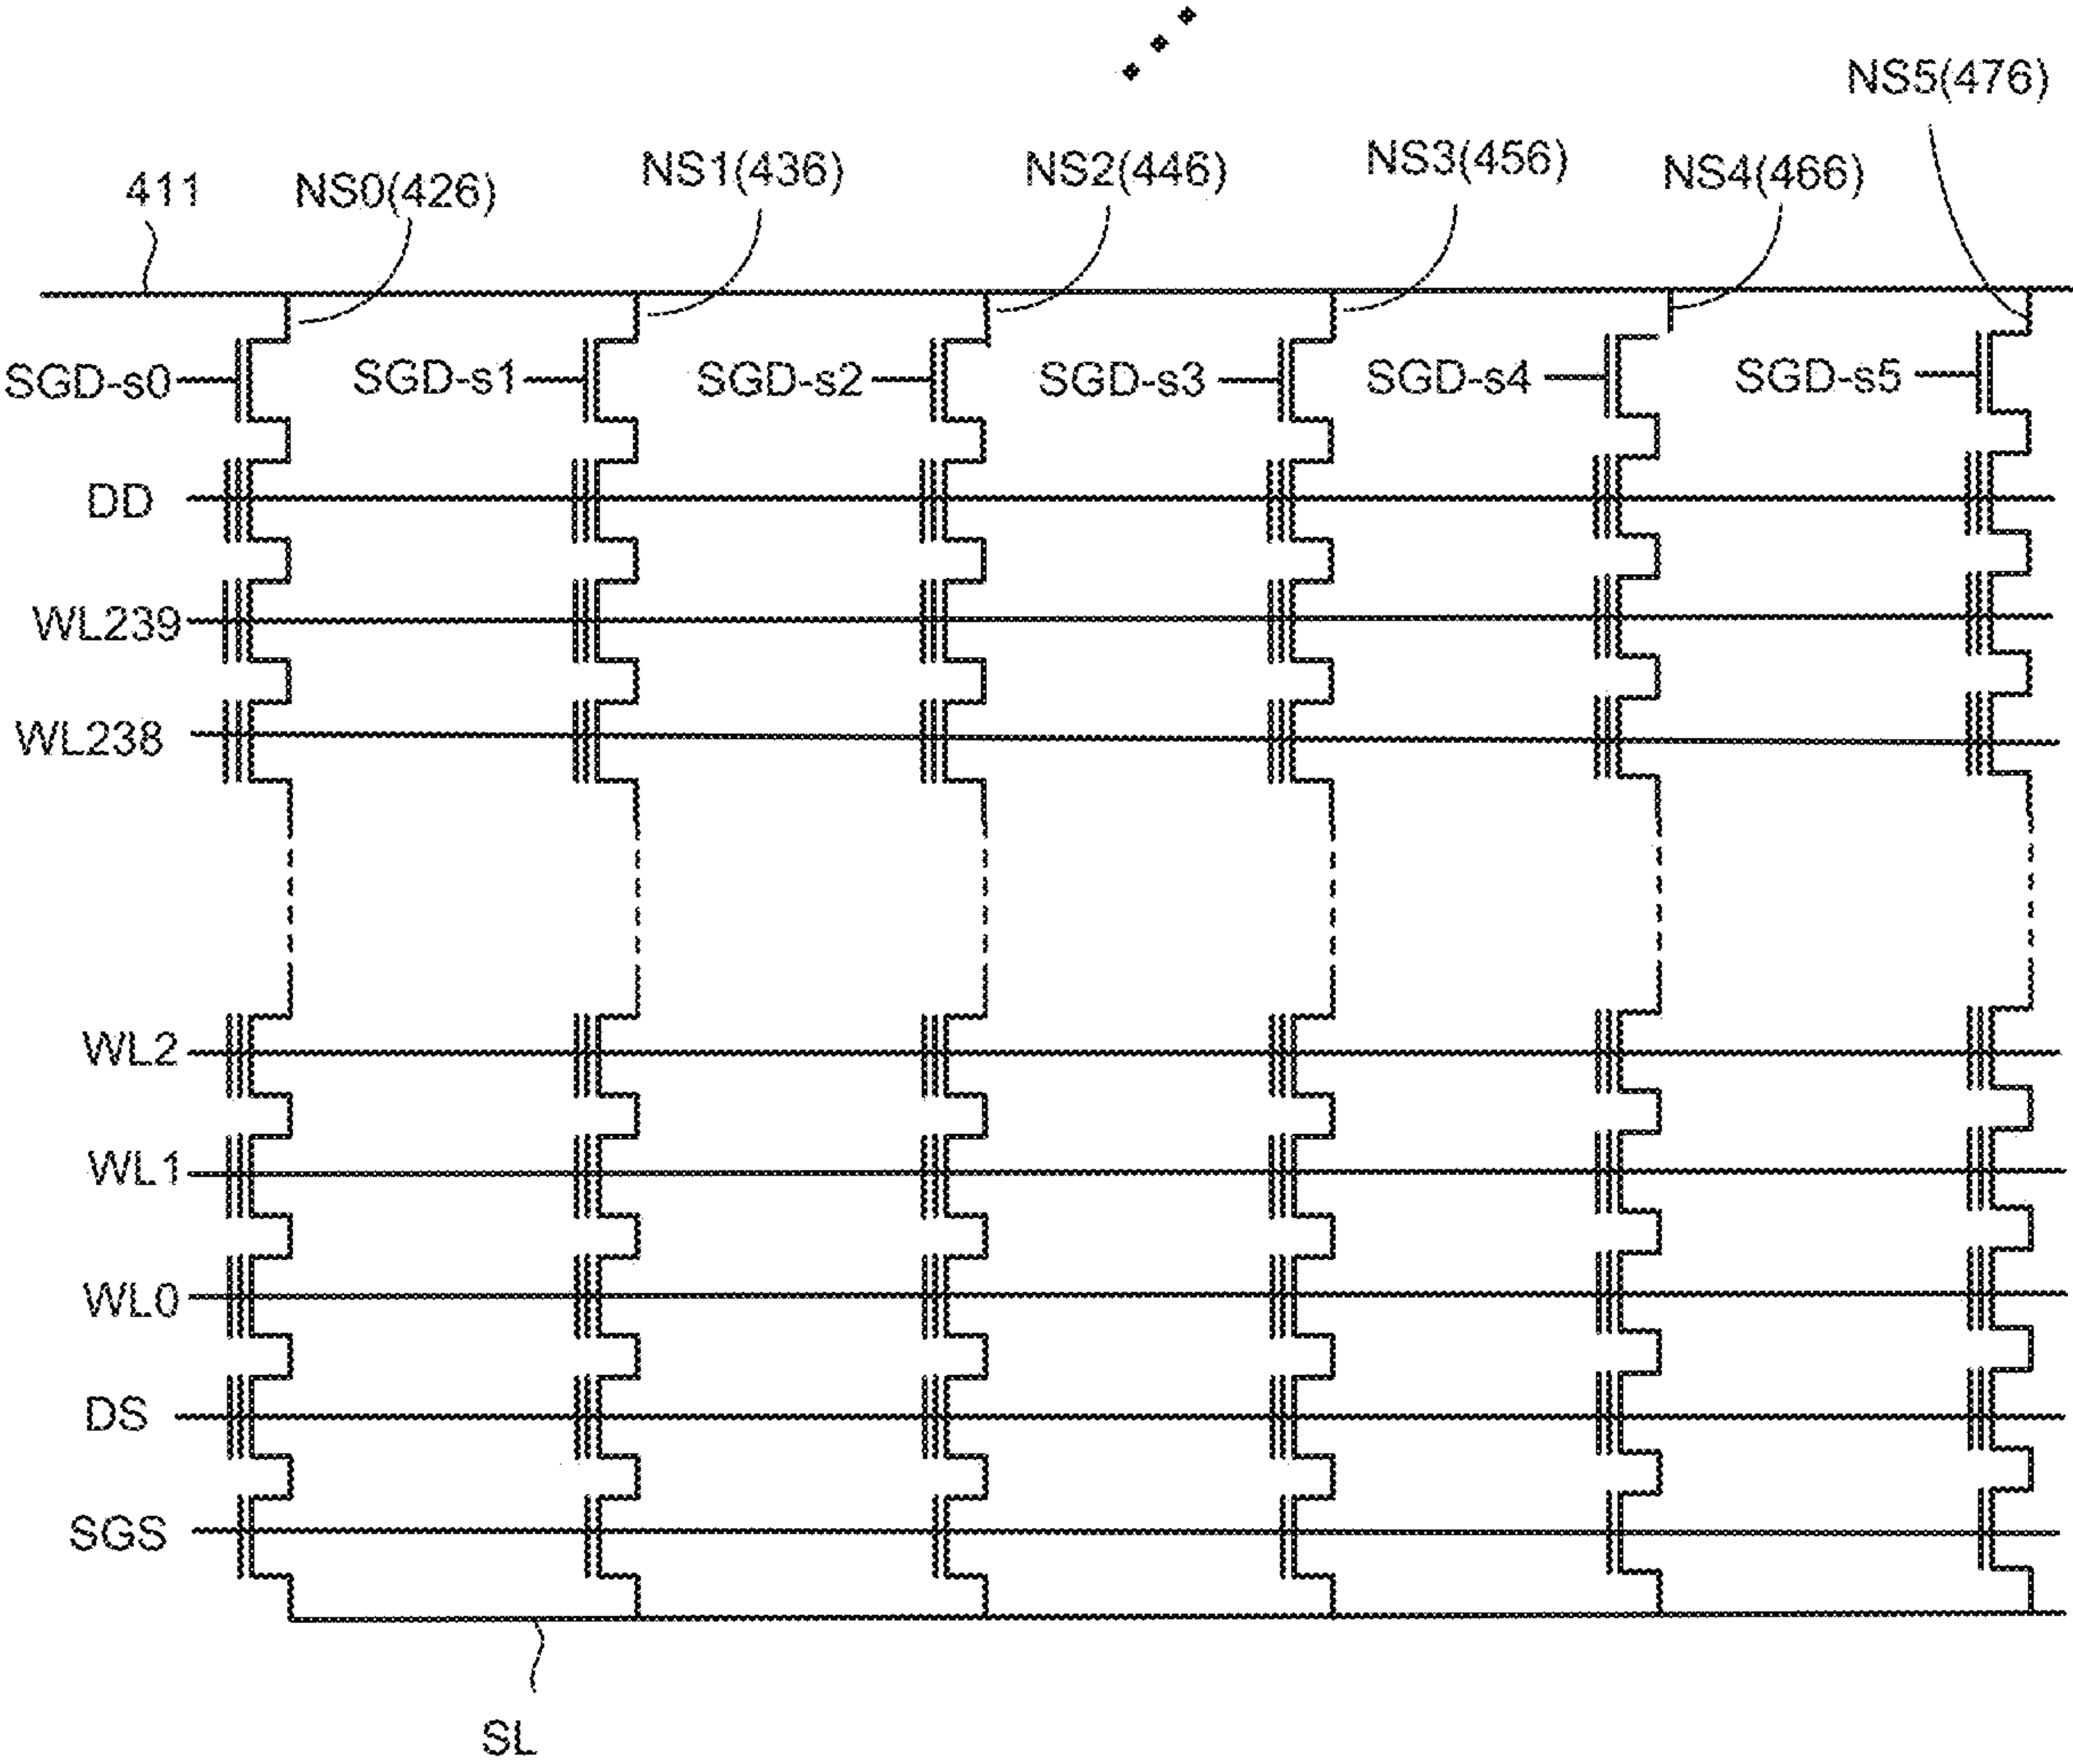 NS5(476)
411
NS0(426)
NS1(436)
NS2(446)
NS3(456)
NS4(466)
SGD-s0
SGD-s1
SGD-s2
SGD-s3
SGD-s4
SGD-s5
DD
WL239
WL238
WL2
WL1
WL0
DS
SGS
SL